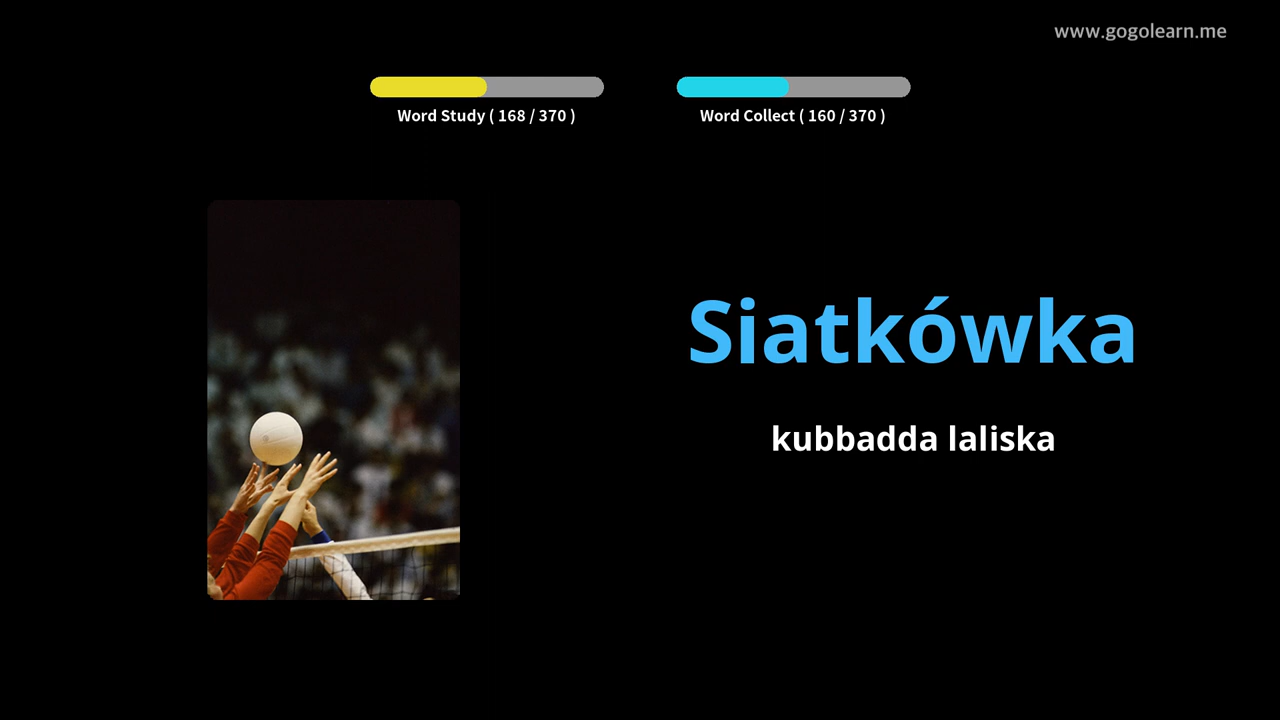 www.gogolearn.me
Word Study ( 168 / 370 )
Word Collect ( 160 / 370 )
Siatkówka
kubbadda laliska